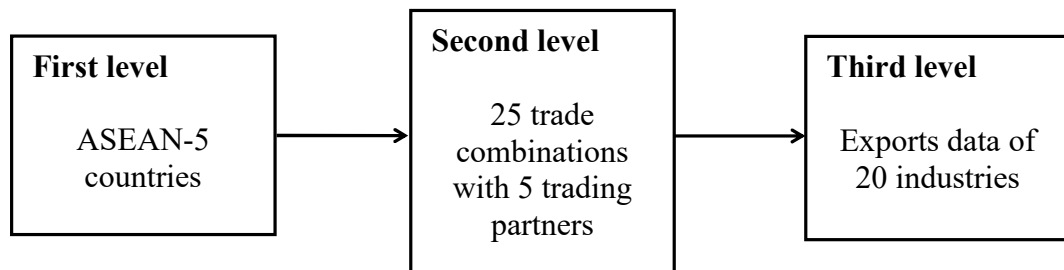 First level
ASEAN-5
countries
Second level
25 trade
combinations
with 5 trading
partners
Third level
Exports data of
20 industries